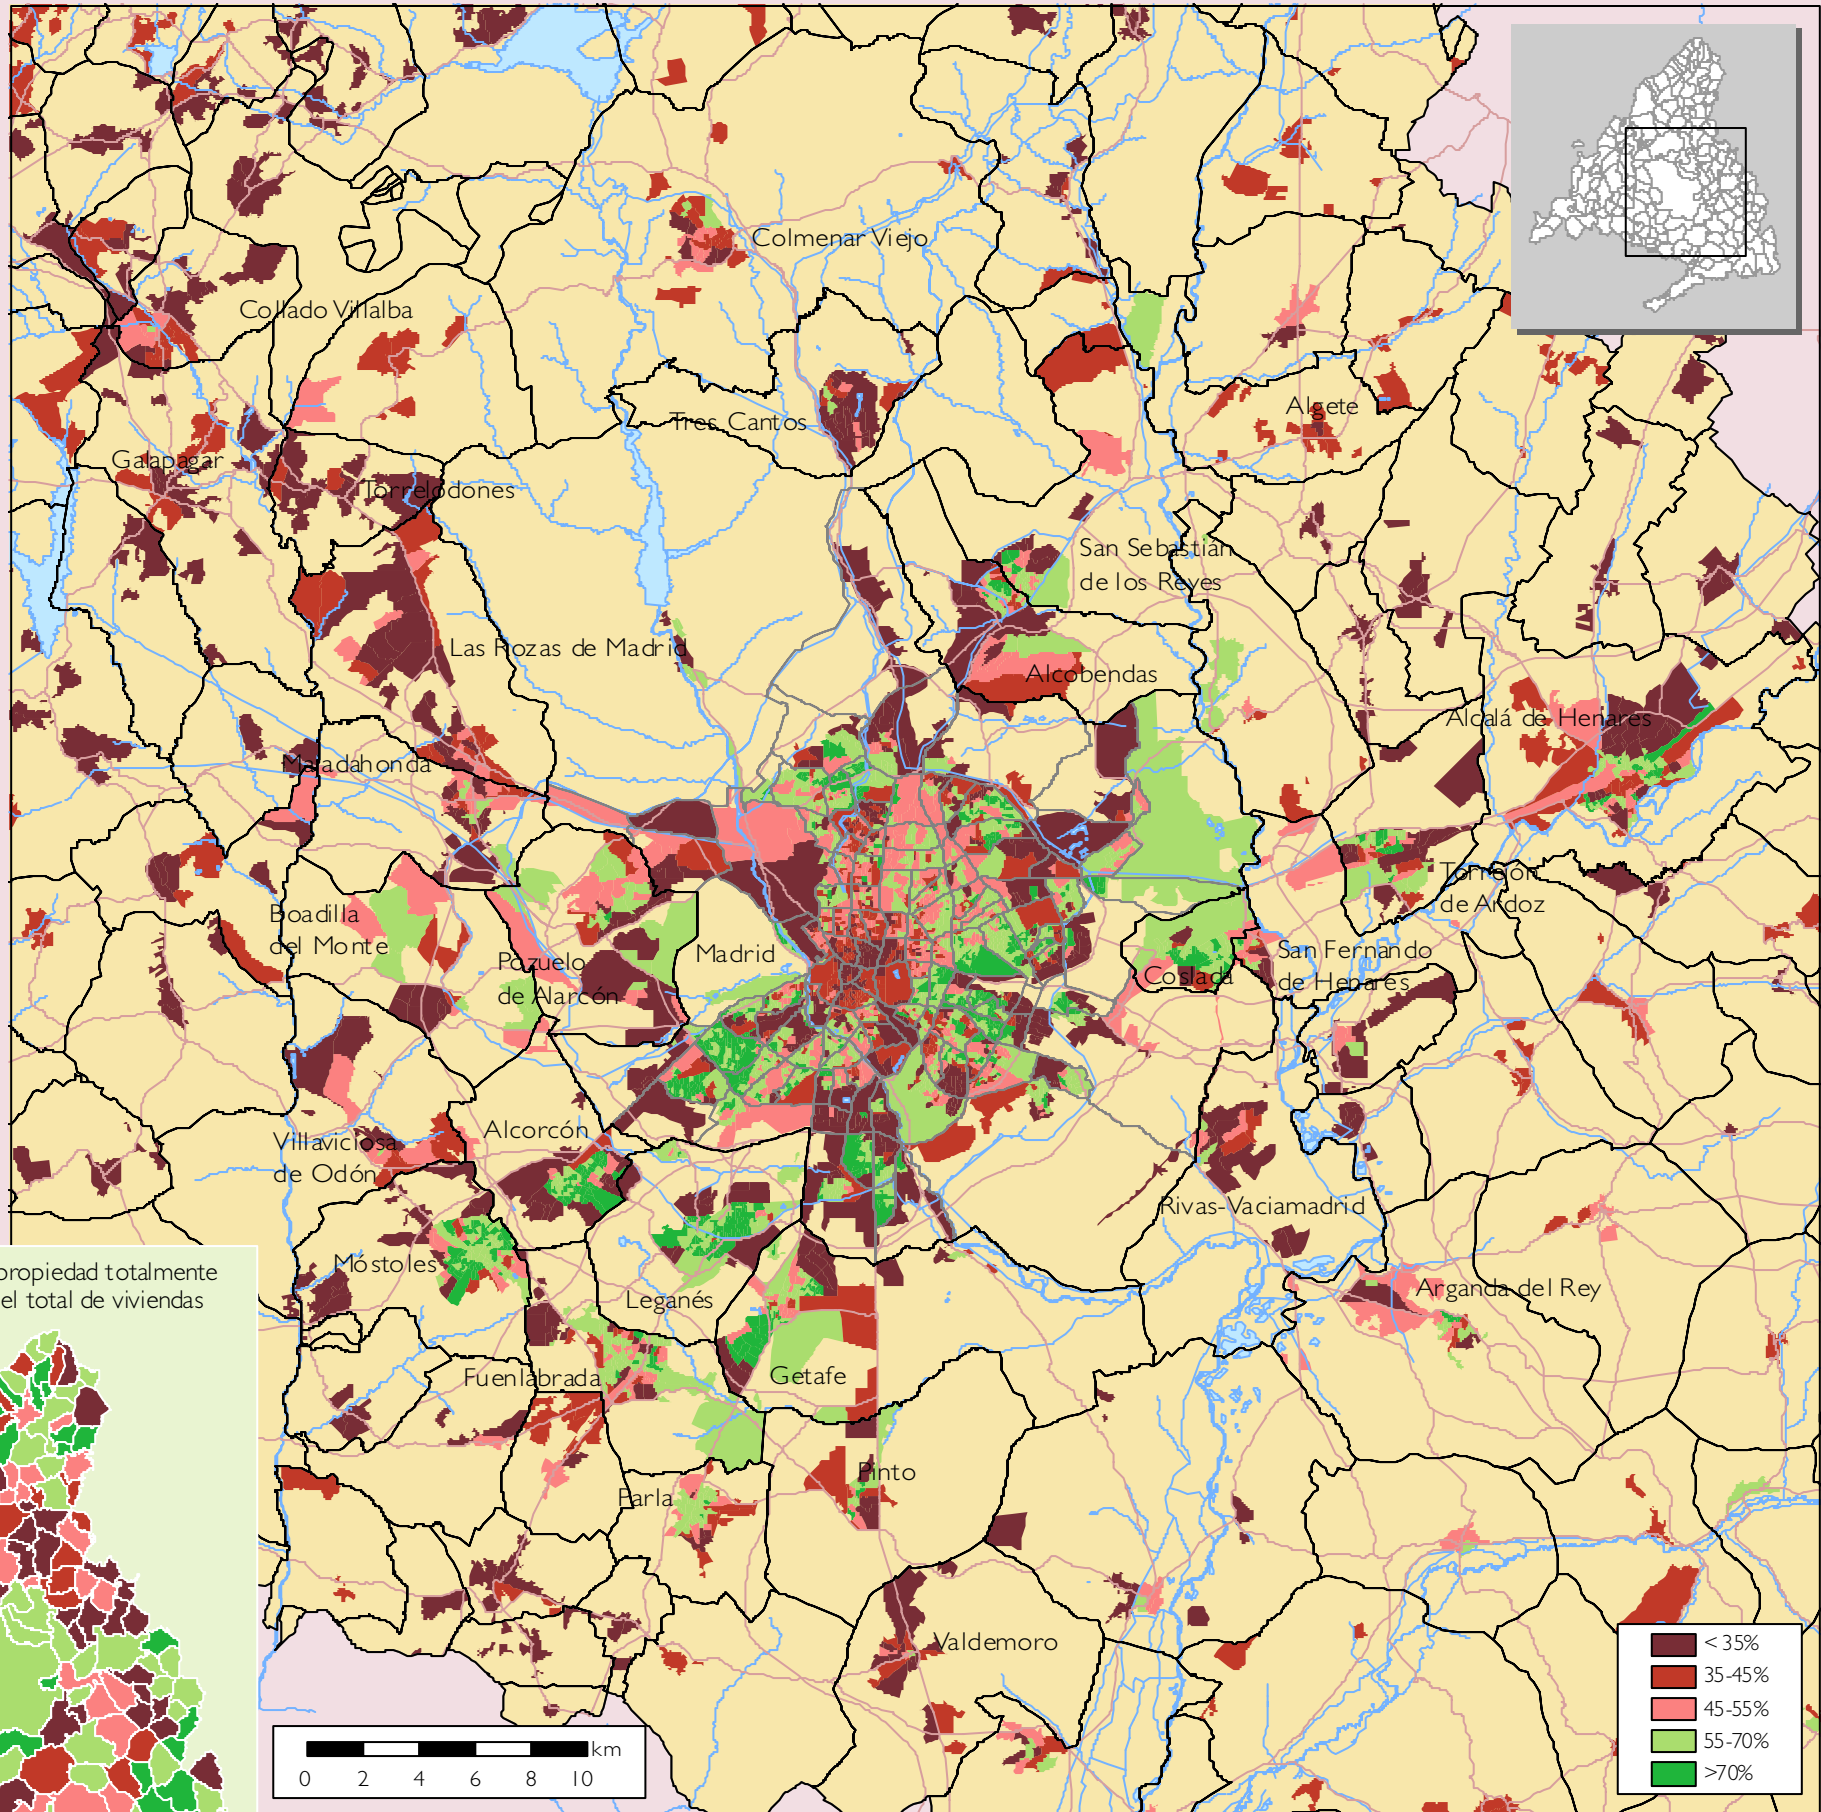 Colmenar Viejo
Collado Villalba
Tres Cantos
Algete
Galapagar
Torrelodones
San Sebastián
de los Reyes
Las Rozas de Madrid
Alcobendas
Alcalá de Henares
Majadahonda
Torrejón
de Ardoz
Boadilla
del Monte
Madrid
Pozuelo
de Alarcón
San Fernando
de Henares
Coslada
Villaviciosa
de Odón
Alcorcón
Rivas-Vaciamadrid
Móstoles
Leganés
Arganda del Rey
Fuenlabrada
Getafe
Pinto
Parla
Valdemoro
propiedad totalmente
el total de viviendas
< 35%
35-45%
45-55%
55-70%
>70%
km
0 2 4 6 8 10